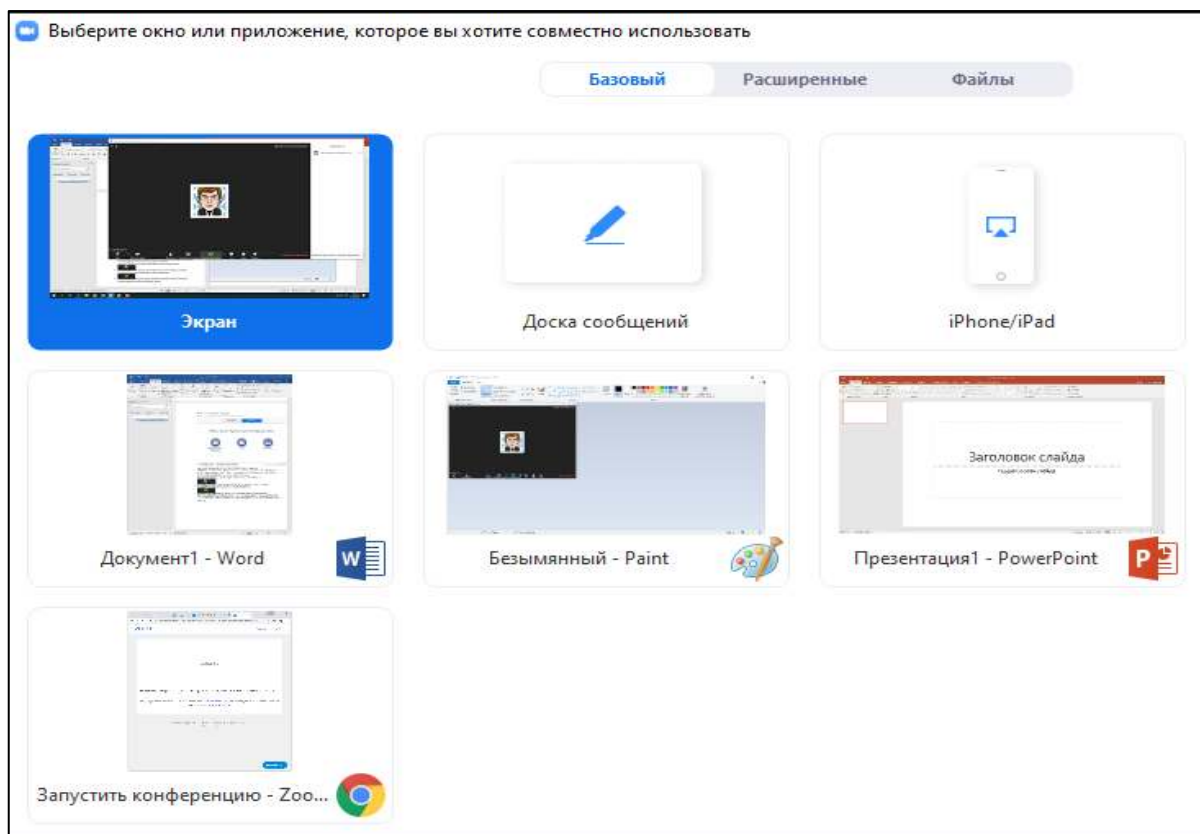 Выберите окно или приложение, которое вы хотите совместно использовать
Базовый Расширенные Файлы
Экран
Доска сообщений
iPhone/iPad
Заголовок слайда
Документ1 - Word
W
Безымянный - Paint
Презентация1 - PowerPoint
P
Запустить конференцию - Zoo...